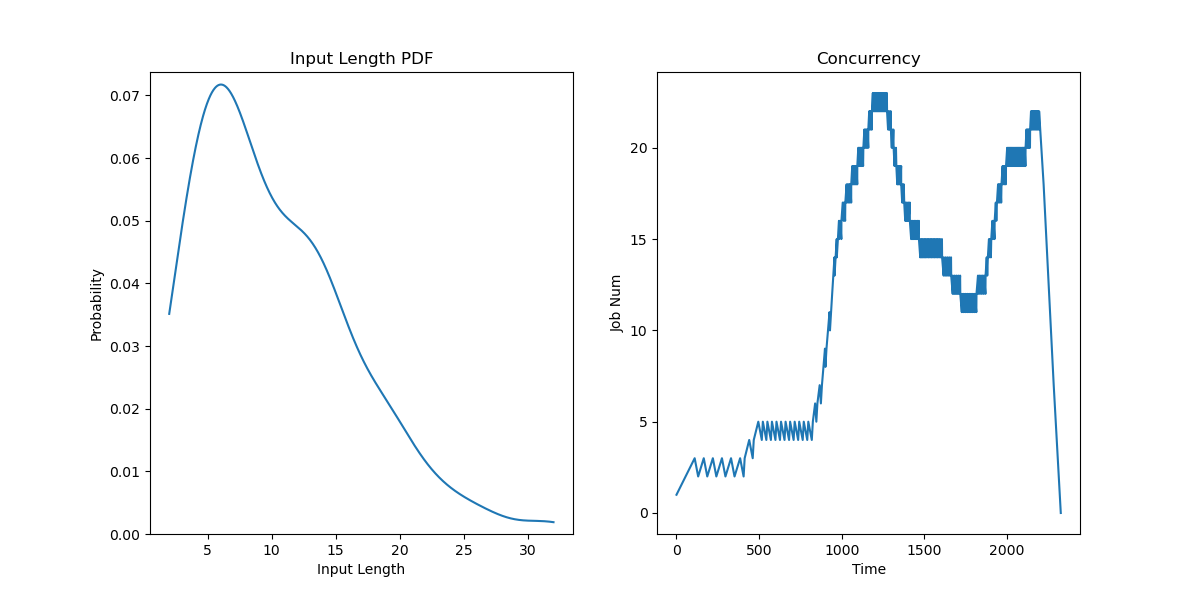 Input Length PDF
Probability
0.07
0.06
0.05
0.04
0.03
0.02
0.01
0.00
5 10 15 20 25 30
Input Length
Concurrency
Job Num
20
15
10
5
0
0 500 1000 1500 2000
Time